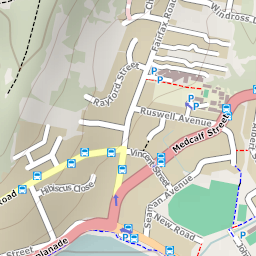 Windross
Fairfax Road
Rayford Street
Ruswell Avenue
Medcalf Street
Vincent Street
Hibiscus Close
Road
Seaman Avenue
New Road
Street
Esplanade